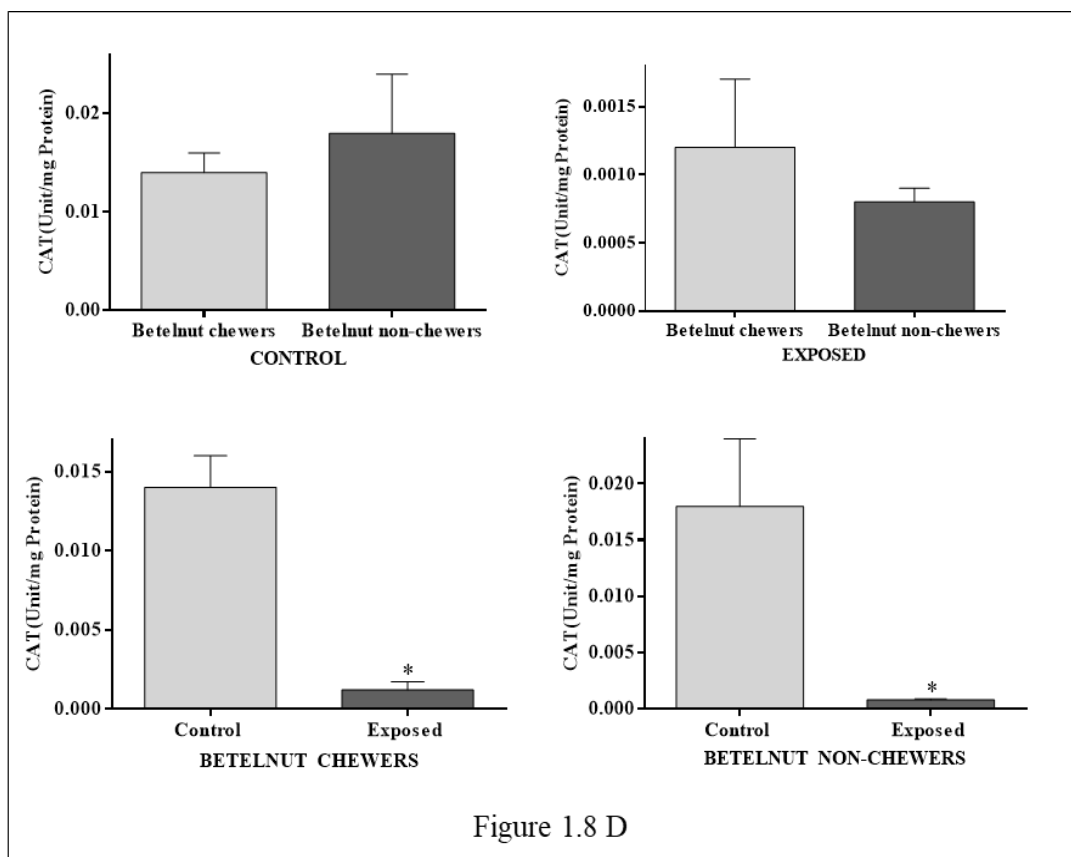 CAT(Unit/mg Protein)
0.02
0.01
0.00
Betelnut chewers Betelnut non-chewers
CONTROL
CAT(Unit/mg Protein)
0.0015
0.0010
0.0005
0.0000
Betelnut chewers Betelnut non-chewers
EXPOSED
CAT(Unit/mg Protein)
0.015
0.010
0.005
0.000
*
Control Exposed
BETELNUT CHEWERS
CAT(Unit/mg Protein)
0.020
0.015
0.010
0.005
0.000
*
Control Exposed
BETELNUT NON-CHEWERS
Figure 1.8 D